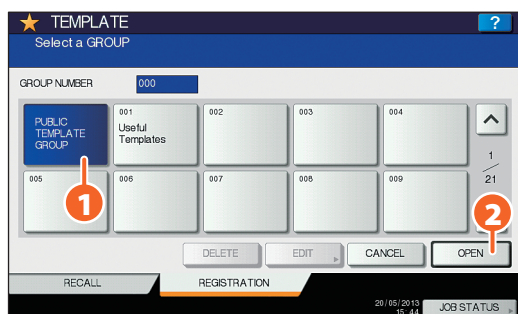 TEMPLATE
?
Select a GROUP
GROUP NUMBER 000
PUBLIC
TEMPLATE
GROUP
001
Useful
Templates
002
003
004
1
21
005
006
007
008
009
1
2
DELETE
EDIT
CANCEL
OPEN
RECALL
REGISTRATION
20/05/2013
15:44
JOB STATUS